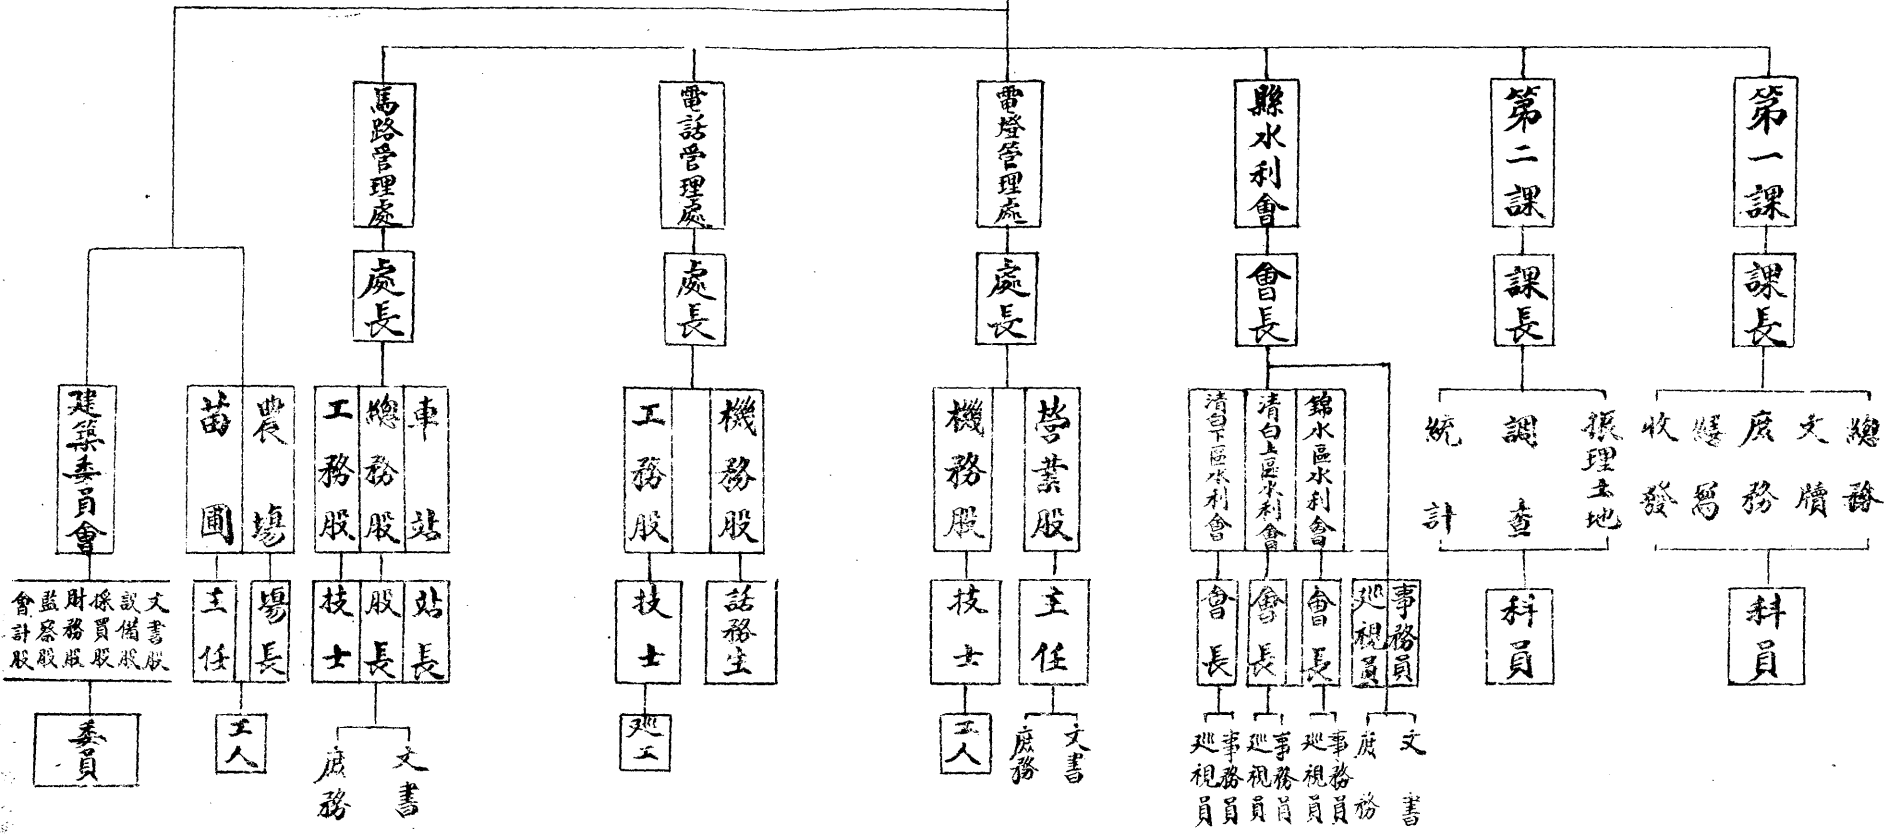 第一課
課長
總務
文牘
庶務
繕寫
收發
科員
第二課
課長
振理土地
調查
統計
科員
縣水利會
會長
錦水區水利會
清白上區水利會
清白下區水利會
事務員
巡視員
會長
會長
會長
文書
庶務
事務員
巡視員
事務員
巡視員
事務員
巡視員
電燈管理處
處長
營業股
機務股
主任
技士
文書
庶務
工人
電話管理處
處長
機務股
工務股
話務生
技士
巡工
馬路管理處
處長
車站
總務股
工務股
站長
股長
技士
文書
庶務
農場
苗圃
場長
主任
工人
建築委員會
文書股
設備股
採買股
財務股
監察股
會計股
委員